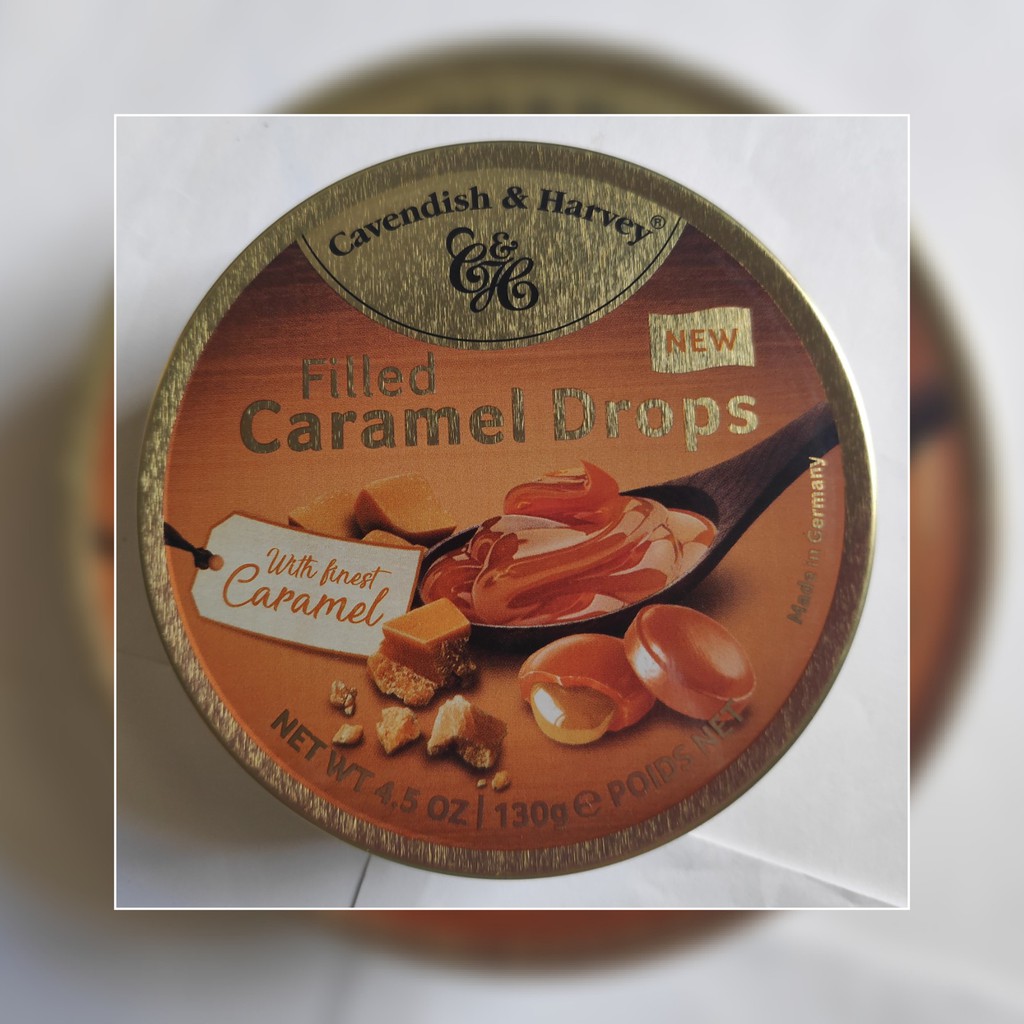 Cavendish & Harvey®
C&H
NEW
Filled
Caramel Drops
Made in Germany
With finest
Caramel
NET WT 4,5 OZ | 130g ℮ POIDS NET